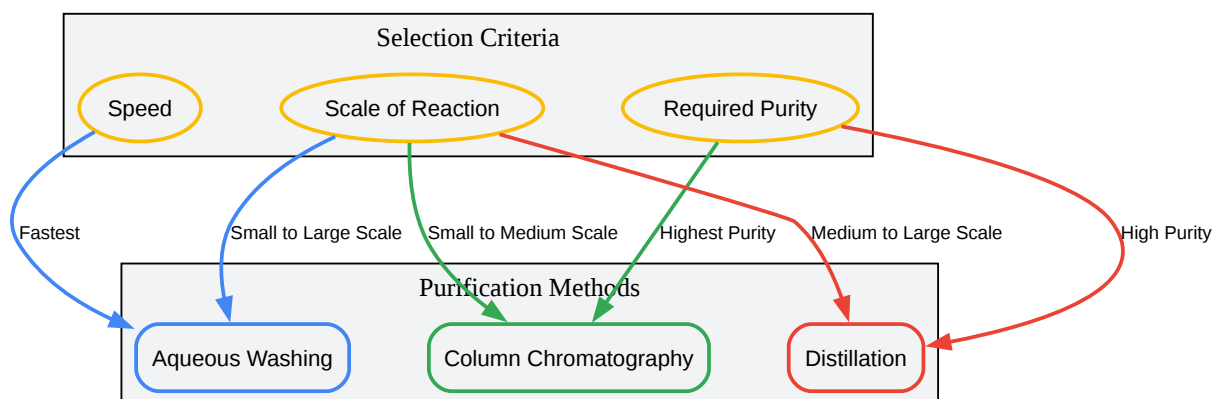 Selection Criteria
Speed
Scale of Reaction
Required Purity
Fastest
Small to Large Scale
Small to Medium Scale
Highest Purity
Medium to Large Scale
High Purity
Purification Methods
Aqueous Washing
Column Chromatography
Distillation